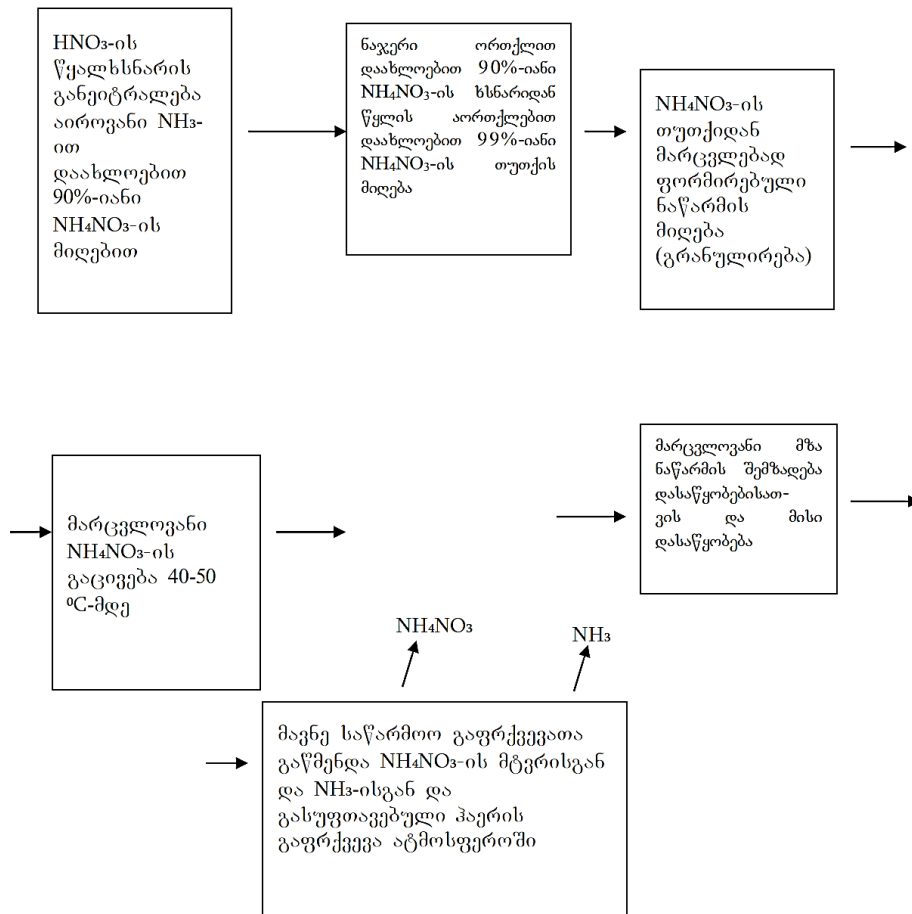 HNO₃-ის
წყალხსნარის
განეიტრალება
აიროვანი NH₃-
ით
დაახლოებით
90%-იანი
NH₄NO₃-ის
მიღებით
ნაჯერი ორთქლით
დაახლოებით 90%-იანი
NH₄NO₃-ის ხსნარიდან
წყლის აორთქლებით
დაახლოებით 99%-იანი
NH₄NO₃-ის თუთქის
მიღება
NH₄NO₃-ის
თუთქიდან
მარცვლებად
ფორმირებული
ნაწარმის
მიღება
(გრანულირება)
მარცვლოვანი
NH₄NO₃-ის
გაცივება 40-50
⁰C-მდე
მარცვლოვანი მზა
ნაწარმის შემზადება
დასაწყობებისათ-
ვის და მისი
დასაწყობება
NH₄NO₃
NH₃
მავნე საწარმოო გაფრქვევათა
გაწმენდა NH₄NO₃-ის მტვრისგან
და NH₃-ისგან და
გასუფთავებული ჰაერის
გაფრქვევა ატმოსფეროში